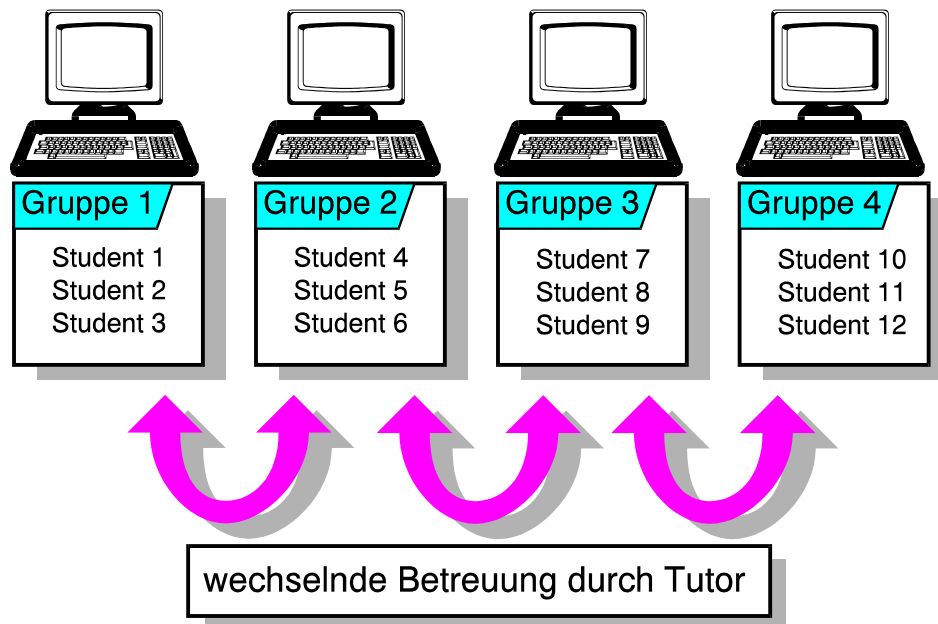 Gruppe 1
Student 1
Student 2
Student 3
Gruppe 2
Student 4
Student 5
Student 6
Gruppe 3
Student 7
Student 8
Student 9
Gruppe 4
Student 10
Student 11
Student 12
wechselnde Betreuung durch Tutor